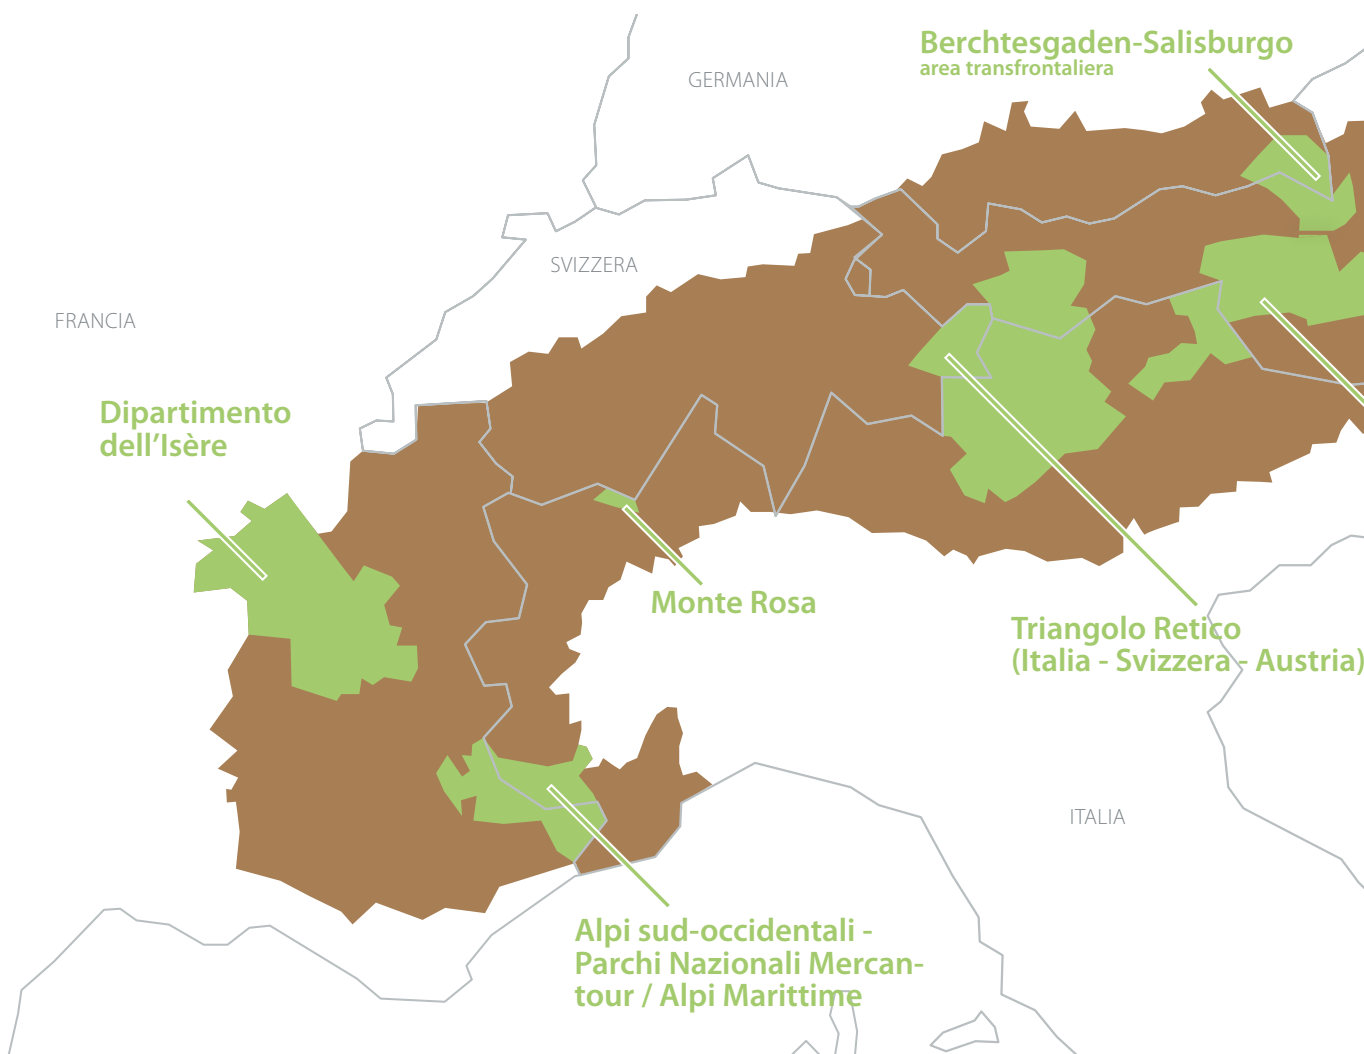 Berchtesgaden-Salisburgo
area transfrontaliera
GERMANIA
SVIZZERA
FRANCIA
Dipartimento
dell'Isère
Monte Rosa
Triangolo Retico
(Italia - Svizzera - Austria)
ITALIA
Alpi sud-occidentali -
Parchi Nazionali Mercan-
tour / Alpi Marittime